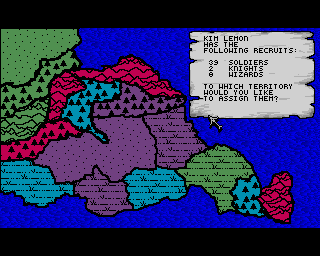 KIM LEMON
HAS THE
FOLLOWING RECRUITS:
39 SOLDIERS
2 KNIGHTS
0 WIZARDS
TO WHICH TERRITORY
WOULD YOU LIKE
TO ASSIGN THEM?